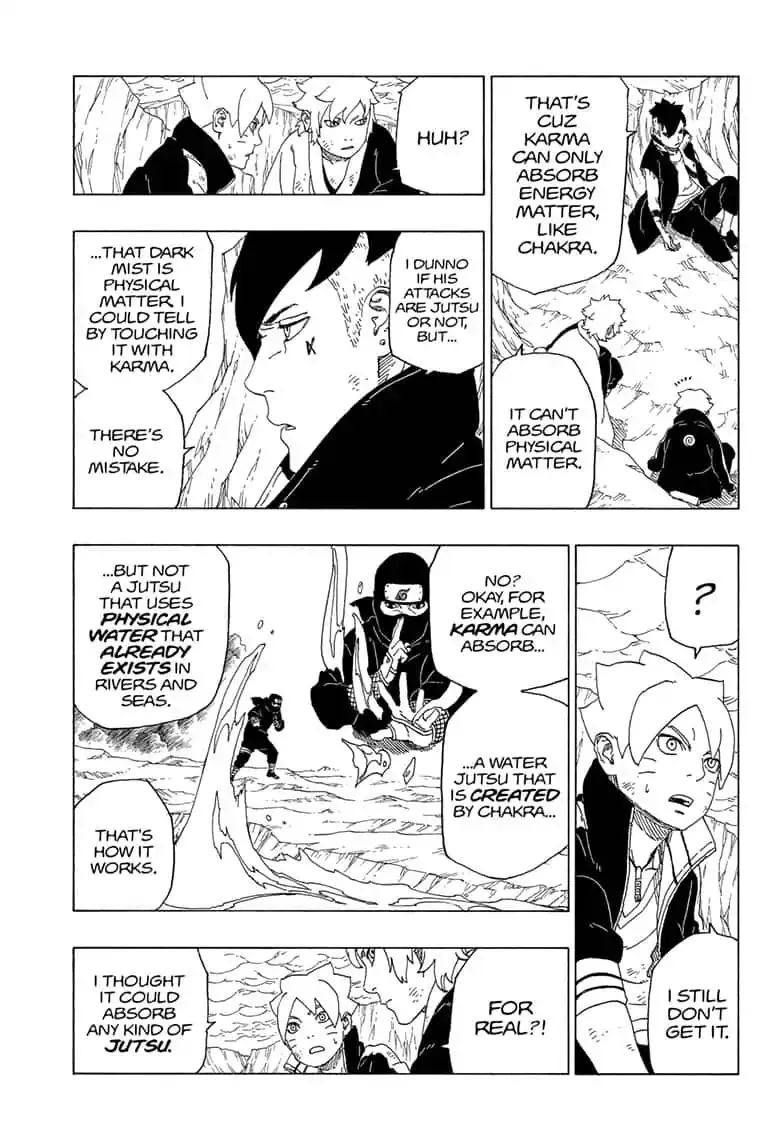 THAT'S
CUZ
KARMA
CAN ONLY
ABSORB
ENERGY
MATTER,
LIKE
CHAKRA.
IT CAN'T
ABSORB
PHYSICAL
MATTER.
HUH?
I DUNNO
IF HIS
ATTACKS
ARE JUTSU
OR NOT,
BUT...
...THAT DARK
MIST IS
PHYSICAL
MATTER. I
COULD TELL
BY TOUCHING
IT WITH
KARMA.
THERE'S
NO
MISTAKE.
?
I STILL
DON'T
GET IT.
NO?
OKAY, FOR
EXAMPLE,
KARMA CAN
ABSORB...
...A WATER
JUTSU THAT
IS CREATED
BY CHAKRA...
...BUT NOT
A JUTSU
THAT USES
PHYSICAL
WATER THAT
ALREADY
EXISTS IN
RIVERS AND
SEAS.
THAT'S
HOW IT
WORKS.
FOR
REAL?!
I THOUGHT
IT COULD
ABSORB
ANY KIND OF
JUTSU.